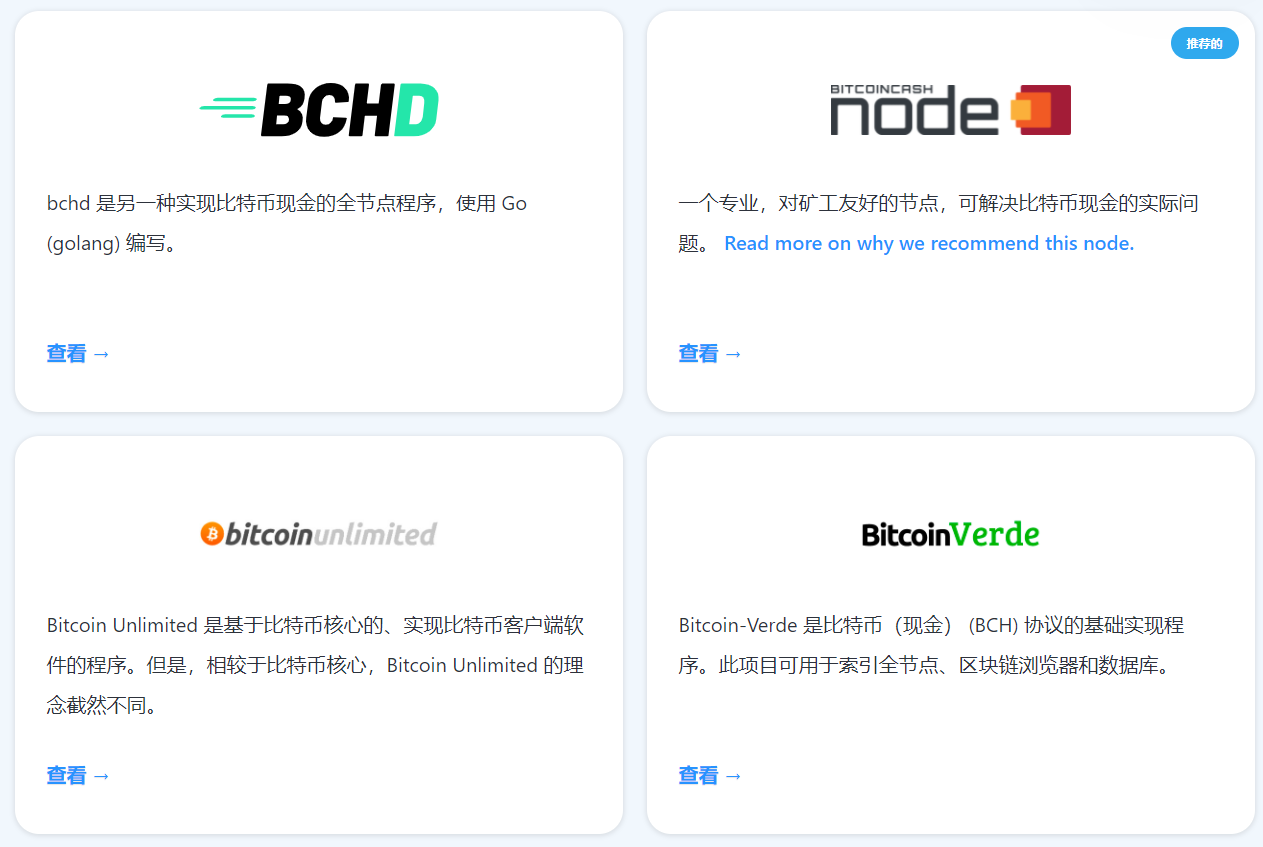 BCHD
bchd 是另一种实现比特币现金的全节点程序，使用 Go
(golang) 编写。
查看 →
推荐的
BITCOINCASH
node
一个专业，对矿工友好的节点，可解决比特币现金的实际问
题。 Read more on why we recommend this node.
查看 →
bitcoinunlimited
Bitcoin Unlimited 是基于比特币核心的、实现比特币客户端软
件的程序。但是，相较于比特币核心，Bitcoin Unlimited 的理
念截然不同。
查看 →
BitcoinVerde
Bitcoin-Verde 是比特币（现金） (BCH) 协议的基础实现程
序。此项目可用于索引全节点、区块链浏览器和数据库。
查看 →